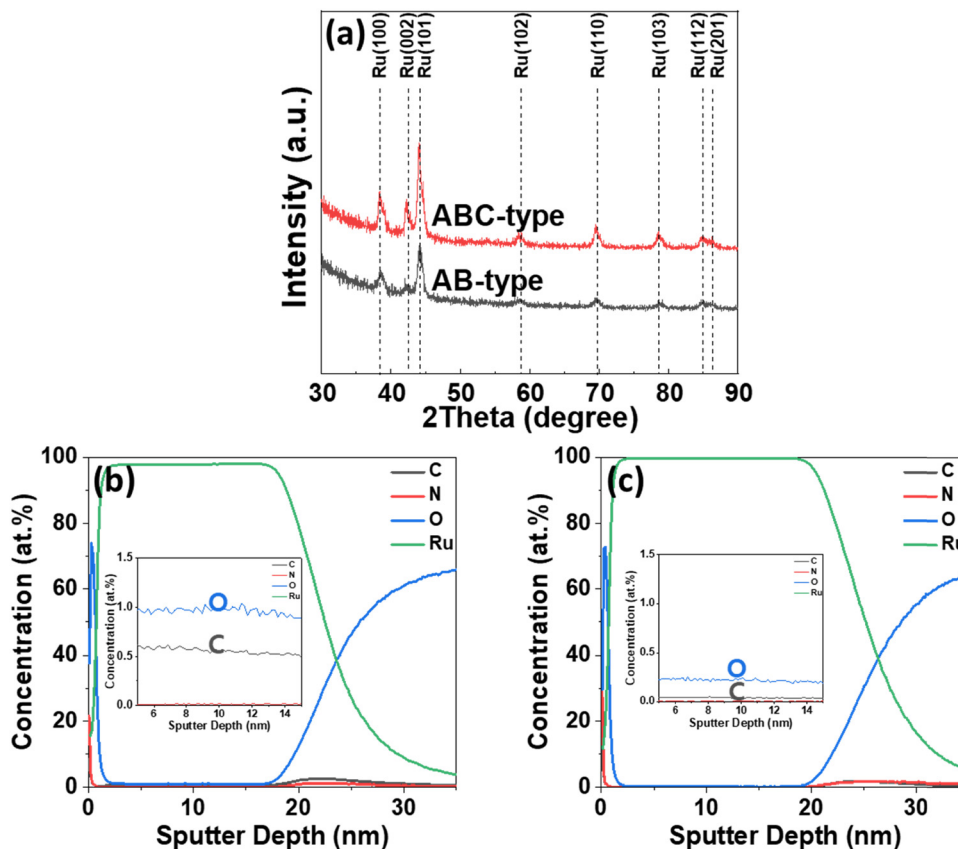 (a)
Ru(100)
Ru(002)
Ru(101)
Ru(102)
Ru(110)
Ru(103)
Ru(112)
Ru(201)
Intensity (a.u.)
ABC-type
AB-type
30 40 50 60 70 80 90
2Theta (degree)
(b)
Concentration (at.%)
100
80
60
40
20
0
C
N
O
Ru
Concentration (at.%)
1.5
1.0
0.5
0.0
C
N
O
Ru
O
C
6 8 10 12 14
Sputter Depth (nm)
0 10 20 30
Sputter Depth (nm)
(c)
Concentration (at.%)
100
80
60
40
20
0
C
N
O
Ru
Concentration (at.%)
1.5
1.0
0.5
0.0
C
N
O
Ru
O
C
6 8 10 12 14
Sputter Depth (nm)
0 10 20 30
Sputter Depth (nm)